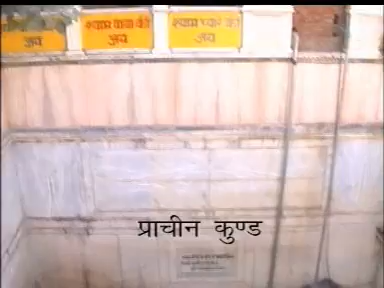 जय
श्याम बाबा की
जय
श्याम प्यारे की
जय
प्राचीन कुण्ड